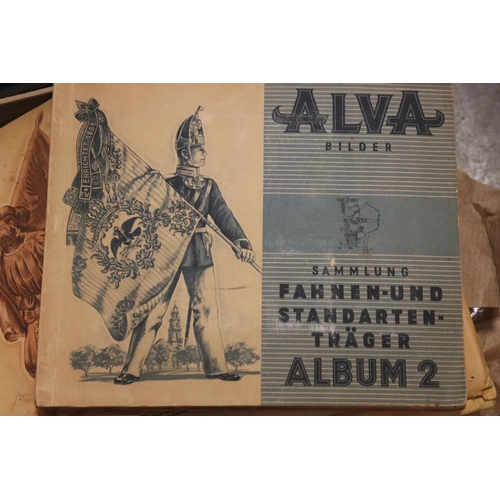 ALVA
BILDER
SAMMLUNG
FAHNEN-UND
STANDARTEN-
TRÄGER
ALBUM 2